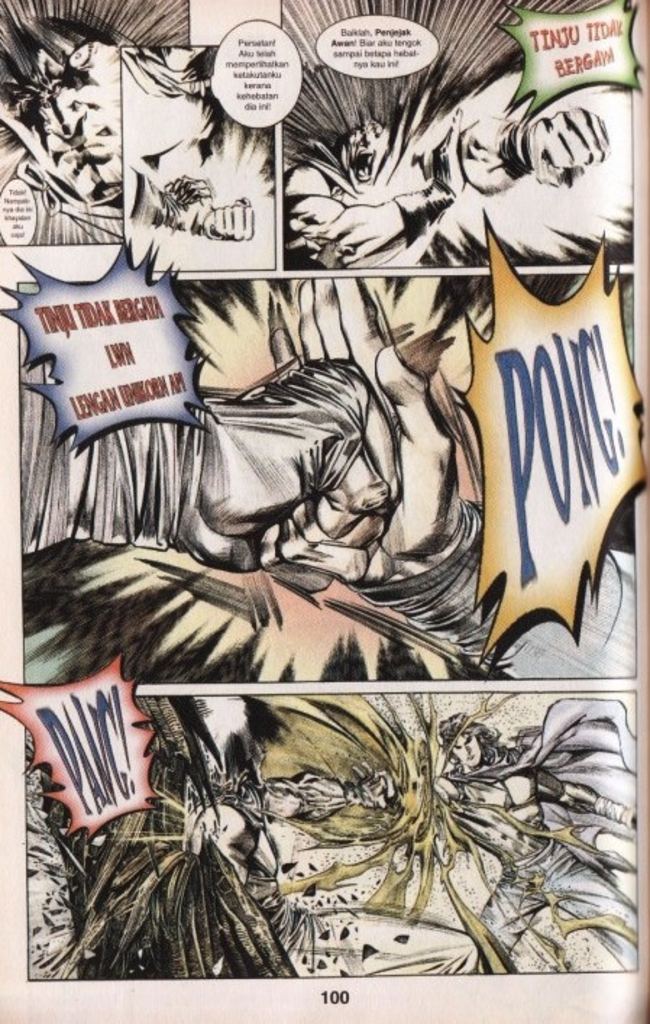 Tidak!
Nampak-
nya dia ini
khayalan
aku
saja!
Persetan!
Aku telah
memperlihatkan
ketakutanku
kerana
kehebatan
dia ini!
Baiklah, Penjejak
Awan! Biar aku tengok
sampai betapa hebat-
nya kau ini!
TINJU TIDAK
BERGAYA
TINJU TIDAK BERGAYA
LWN
LENGAN UNIKORN API
PONG!
PANG!
100